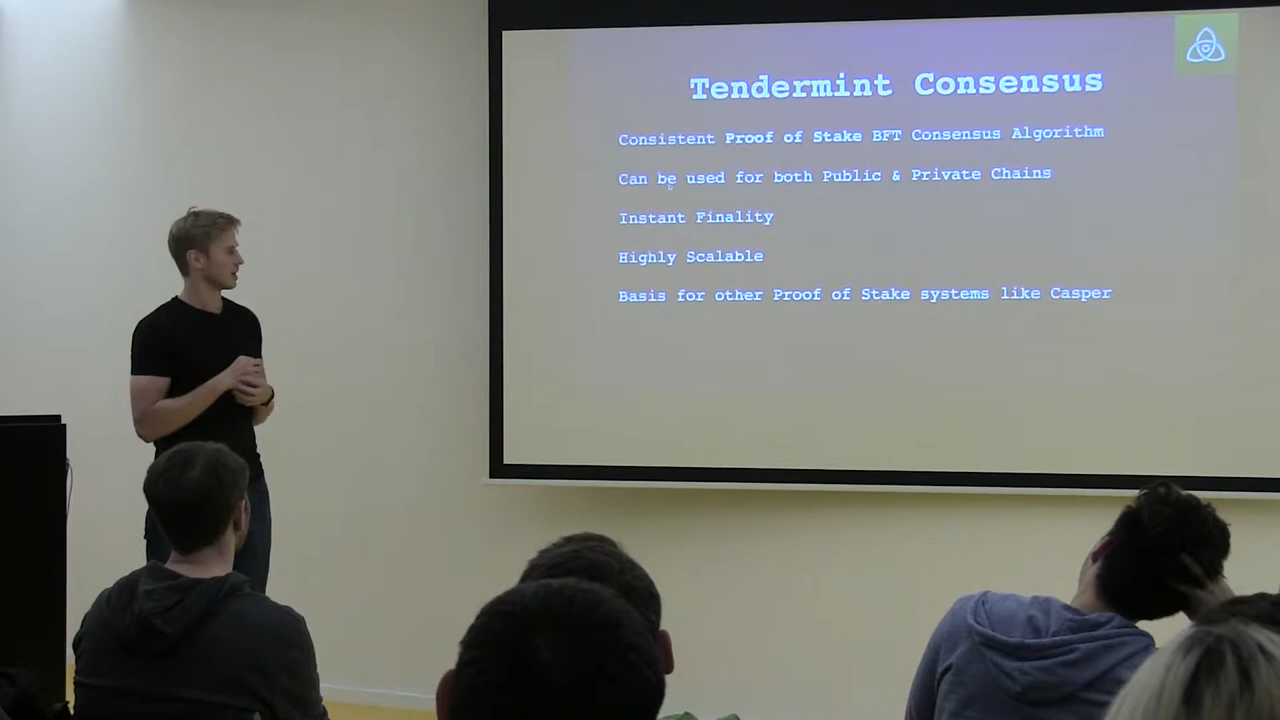 Tendermint Consensus
Consistent Proof of Stake BFT Consensus Algorithm
Can be used for both Public & Private Chains
Instant Finality
Highly Scalable
Basis for other Proof of Stake systems like Casper